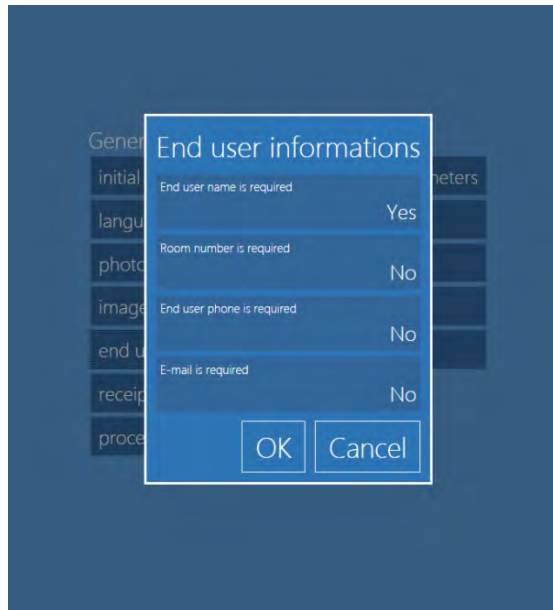 End user informations
initial
End user name is required
Yes
Room number is required
No
End user phone is required
No
E-mail is required
No
OK Cancel